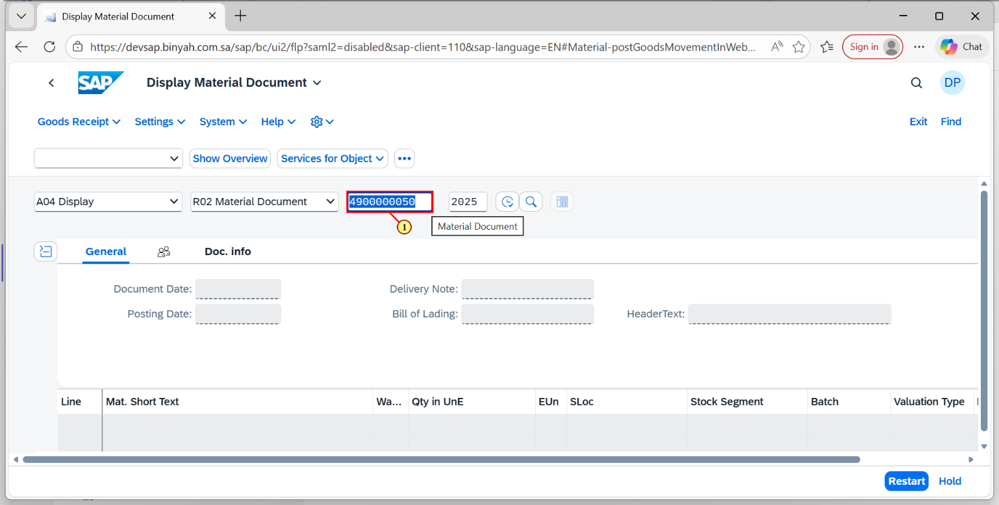 Display Material Document
https://devsap.binyah.com.sa/sap/bc/ui2/flp?saml2=disabled&sap-client=110&sap-language=EN#Material-postGoodsMovementInWeb...
Sign in
Chat
SAP
Display Material Document
DP
Goods Receipt
Settings
System
Help
Exit
Find
Show Overview
Services for Object
A04 Display
R02 Material Document
4900000050
2025
1
Material Document
General
Doc. info
Document Date:
Delivery Note:
Posting Date:
Bill of Lading:
HeaderText:
Line
Mat. Short Text
Wa...
Qty in UnE
EUn
SLoc
Stock Segment
Batch
Valuation Type
Restart
Hold